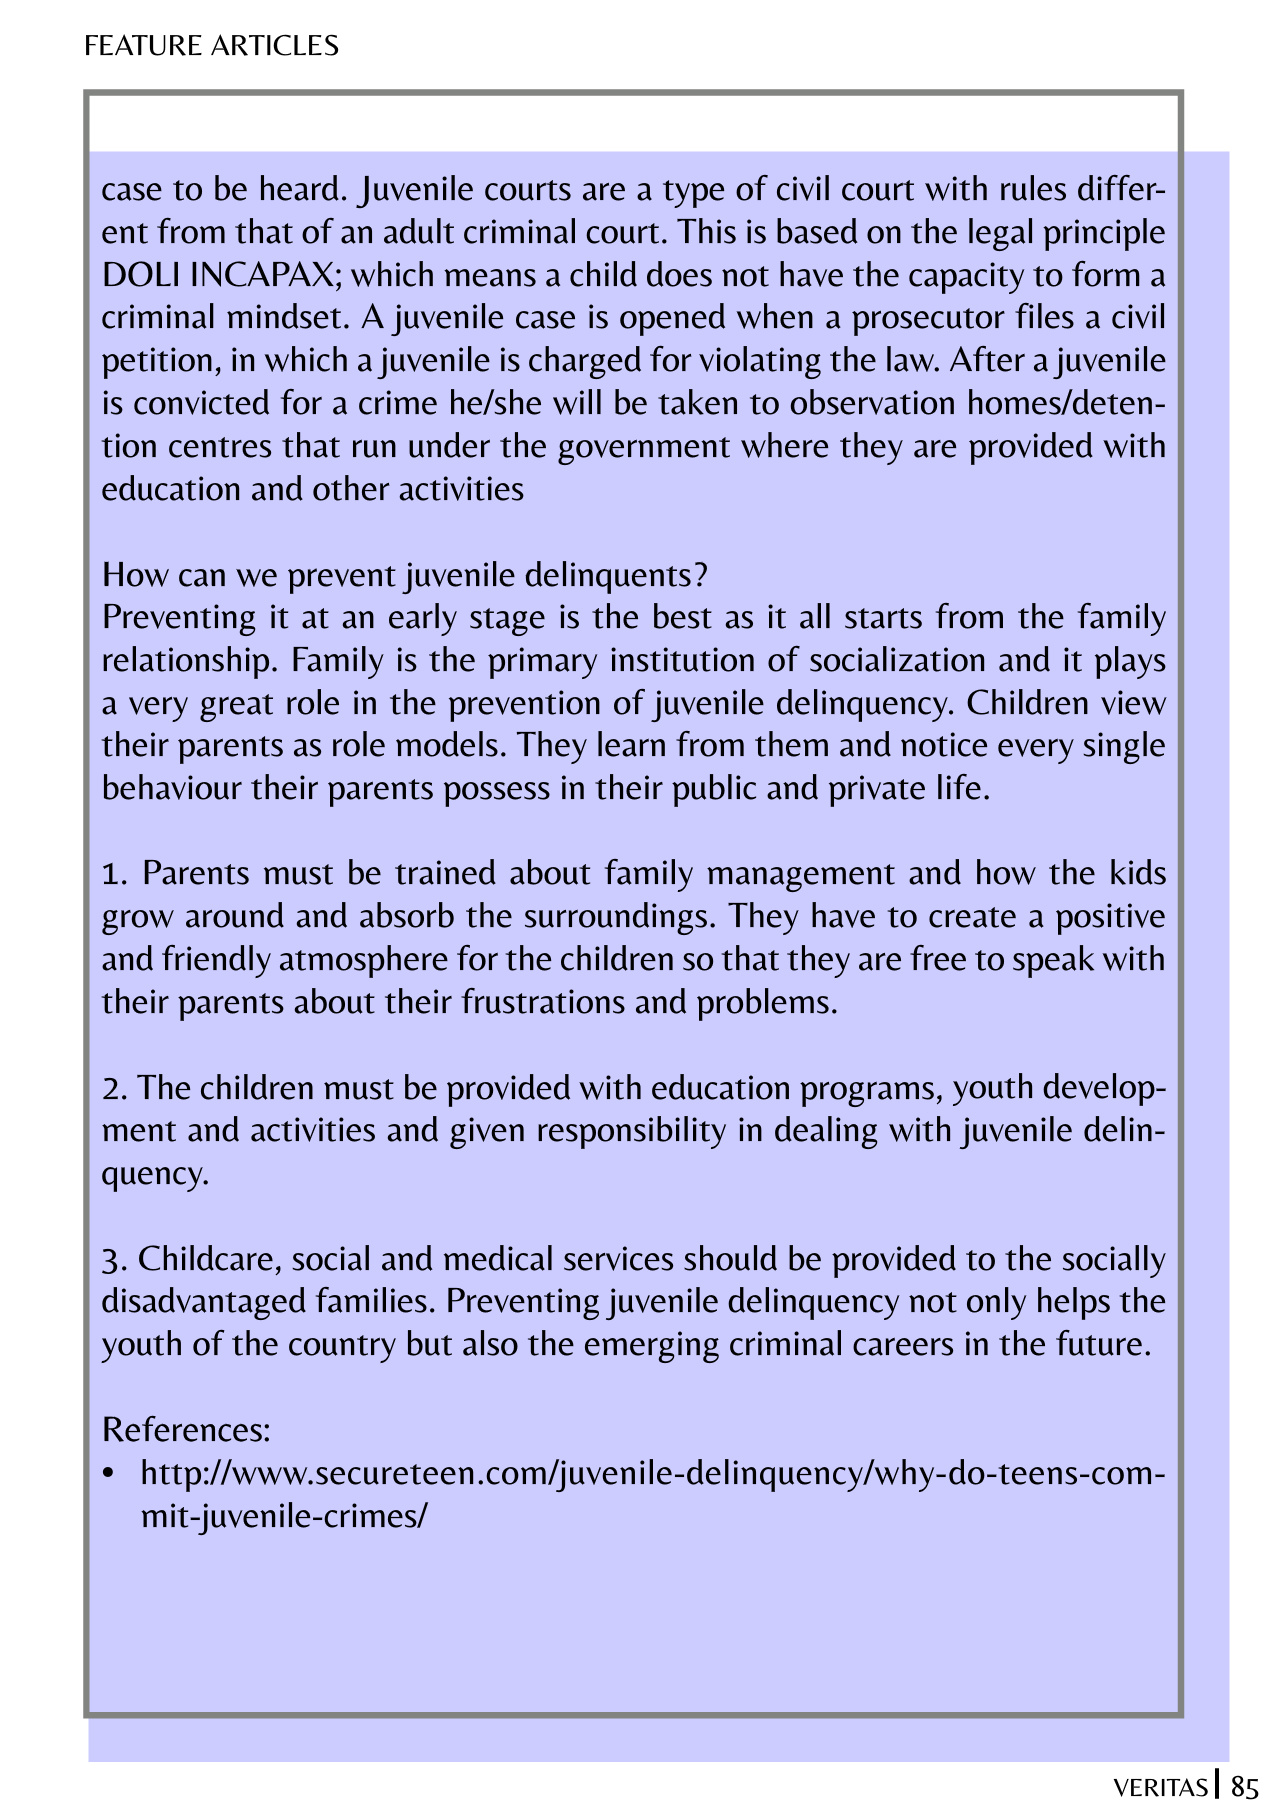 FEATURE ARTICLES
case to be heard. Juvenile courts are a type of civil court with rules differ-
ent from that of an adult criminal court. This is based on the legal principle
DOLI INCAPAX; which means a child does not have the capacity to form a
criminal mindset. A juvenile case is opened when a prosecutor files a civil
petition, in which a juvenile is charged for violating the law. After a juvenile
is convicted for a crime he/she will be taken to observation homes/deten-
tion centres that run under the government where they are provided with
education and other activities
How can we prevent juvenile delinquents?
Preventing it at an early stage is the best as it all starts from the family
relationship. Family is the primary institution of socialization and it plays
a very great role in the prevention of juvenile delinquency. Children view
their parents as role models. They learn from them and notice every single
behaviour their parents possess in their public and private life.
1. Parents must be trained about family management and how the kids
grow around and absorb the surroundings. They have to create a positive
and friendly atmosphere for the children so that they are free to speak with
their parents about their frustrations and problems.
2. The children must be provided with education programs, youth develop-
ment and activities and given responsibility in dealing with juvenile delin-
quency.
3. Childcare, social and medical services should be provided to the socially
disadvantaged families. Preventing juvenile delinquency not only helps the
youth of the country but also the emerging criminal careers in the future.
References:
• http://www.secureteen.com/juvenile-delinquency/why-do-teens-com-
mit-juvenile-crimes/
VERITAS | 85